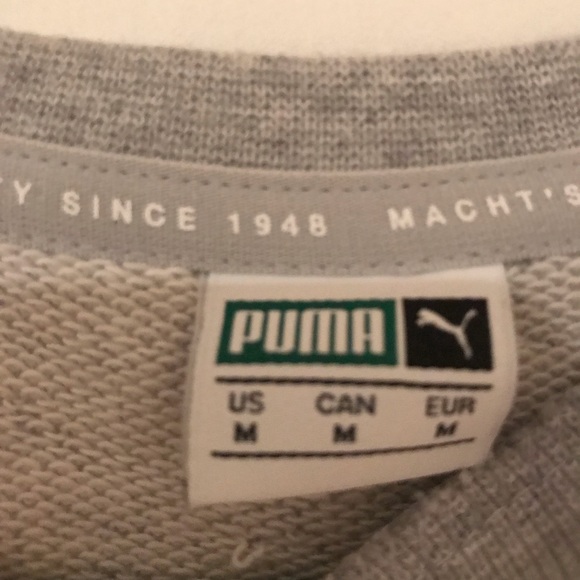 Y SINCE 1948 MACHT'S
PUMA
US CAN EUR
M M M